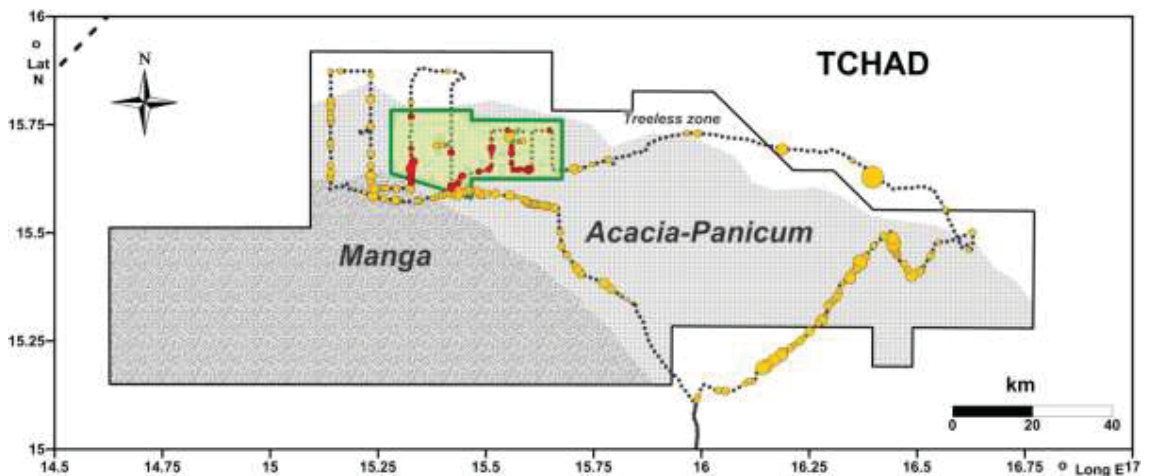 16
o
Lat
N
N
TCHAD
15.75
Treeless zone
15.5
Manga
Acacia-Panicum
15.25
km
0 20 40
15
14.5 14.75 15 15.25 15.5 15.75 16 16.25 16.5 16.75 o Long E 17